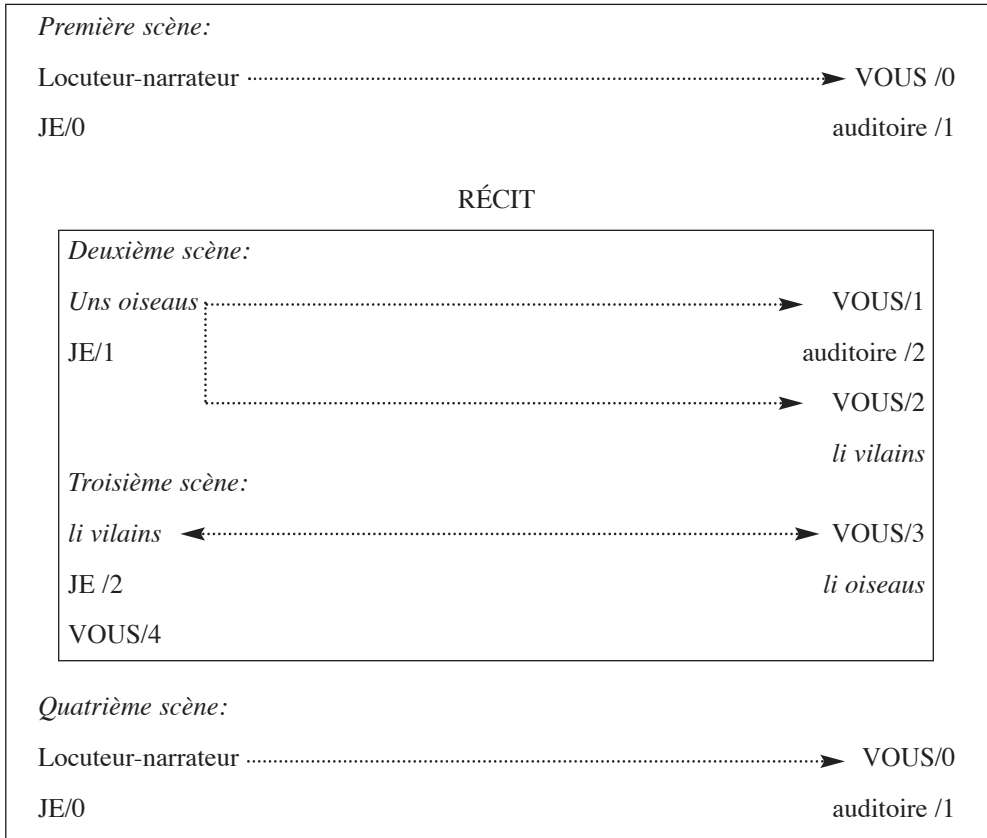 Première scène:
Locuteur-narrateur VOUS /0
JE/0 auditoire /1
RÉCIT
Deuxième scène:
Uns oiseaus VOUS/1
JE/1 auditoire /2
VOUS/2
li vilains
Troisième scène:
li vilains VOUS/3
JE /2 li oiseaus
VOUS/4
Quatrième scène:
Locuteur-narrateur VOUS/0
JE/0 auditoire /1